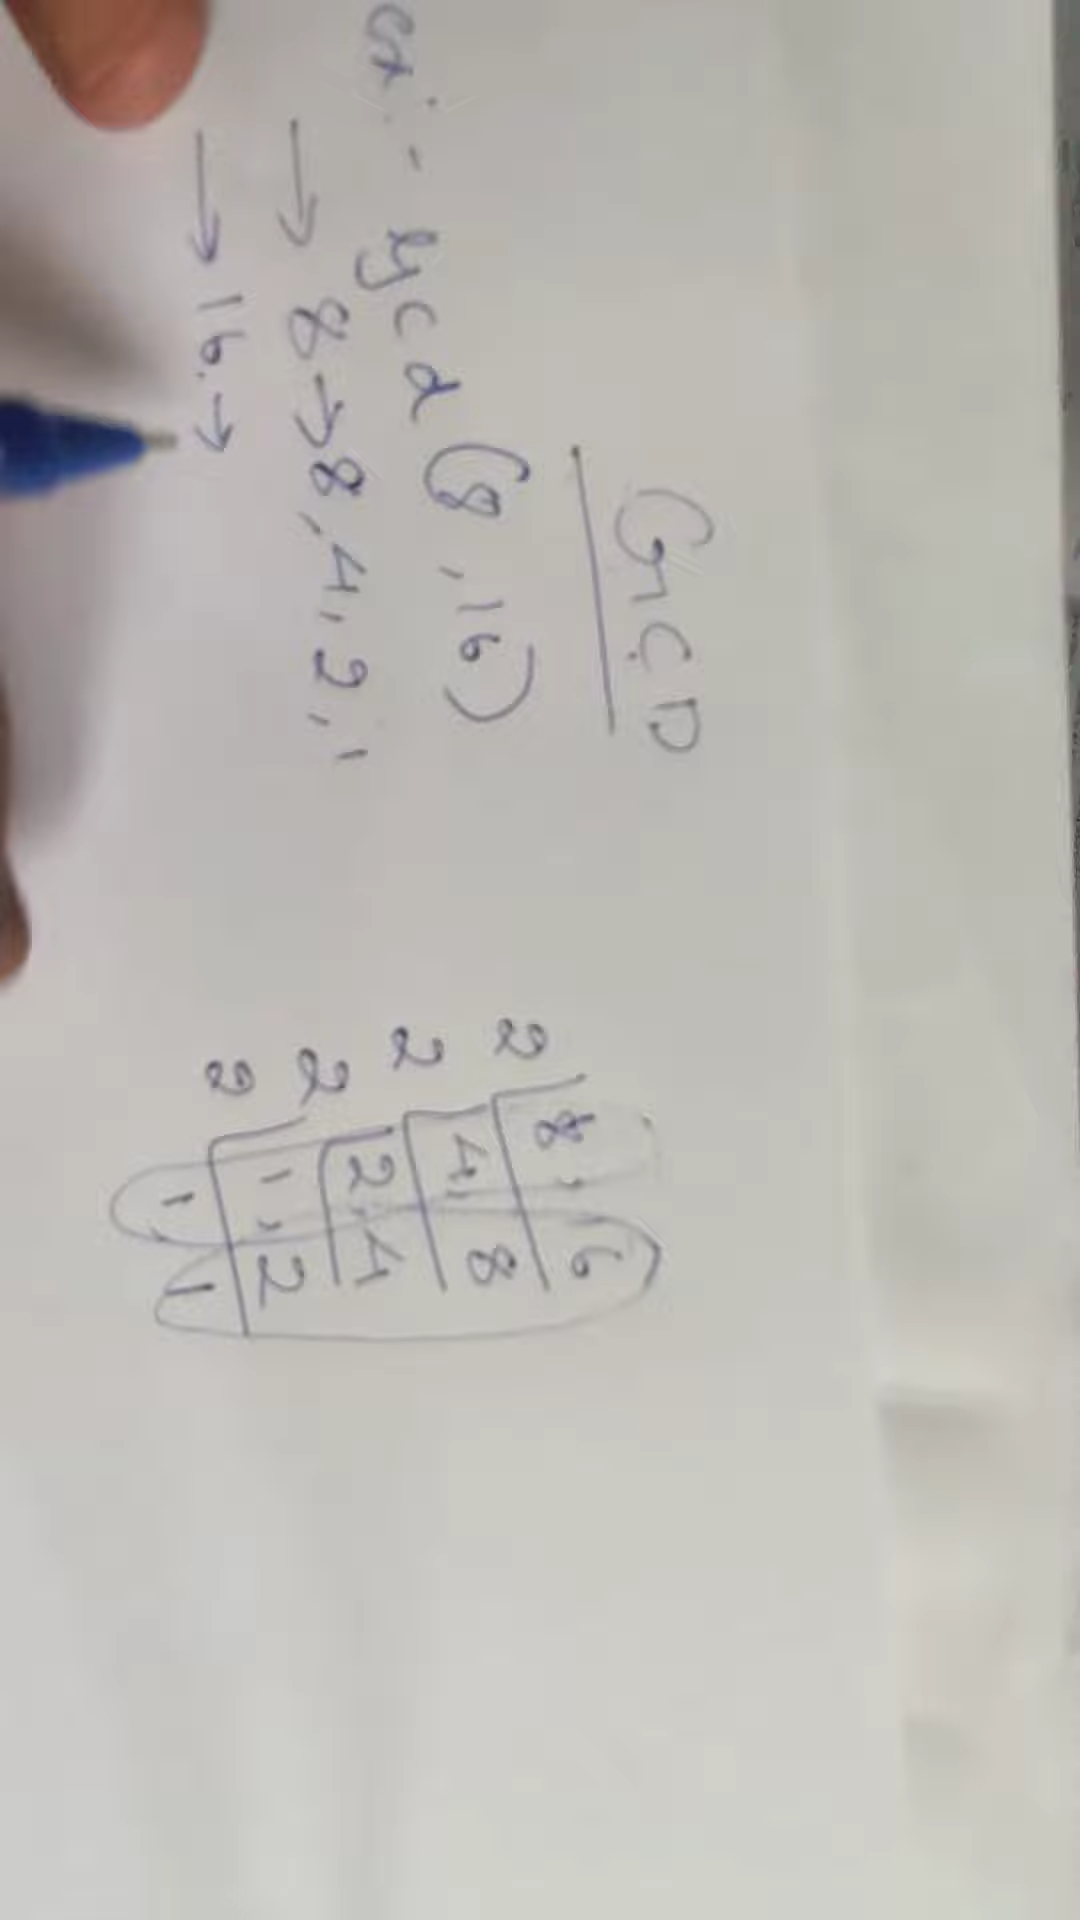 GCD
ex:- gcd (8, 16)
→ 8 → 8, 4, 2, 1
→ 16. →
2 8, 16
2 4, 8
2 2, 4
2 1, 2
1 1